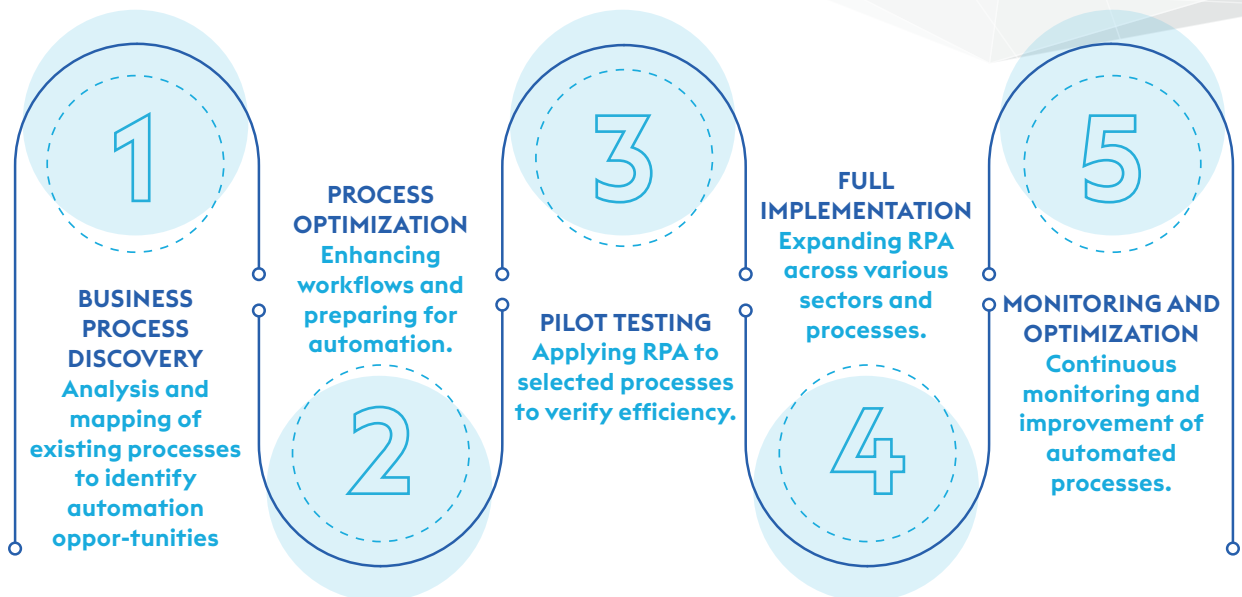 1
BUSINESS
PROCESS
DISCOVERY
Analysis and
mapping of
existing processes
to identify
automation
oppor-tunities
PROCESS
OPTIMIZATION
Enhancing
workflows and
preparing for
automation.
2
3
PILOT TESTING
Applying RPA to
selected processes
to verify efficiency.
FULL
IMPLEMENTATION
Expanding RPA
across various
sectors and
processes.
4
5
MONITORING AND
OPTIMIZATION
Continuous
monitoring and
improvement of
automated
processes.